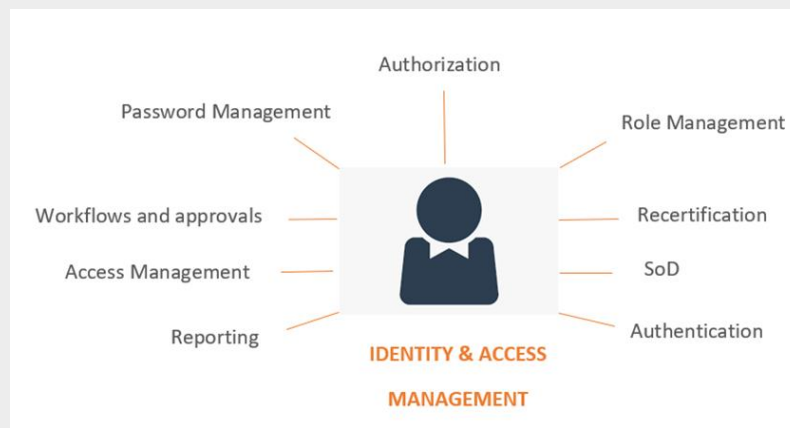 Authorization
Password Management
Role Management
Workflows and approvals
Recertification
Access Management
SoD
Reporting
Authentication
IDENTITY & ACCESS
MANAGEMENT